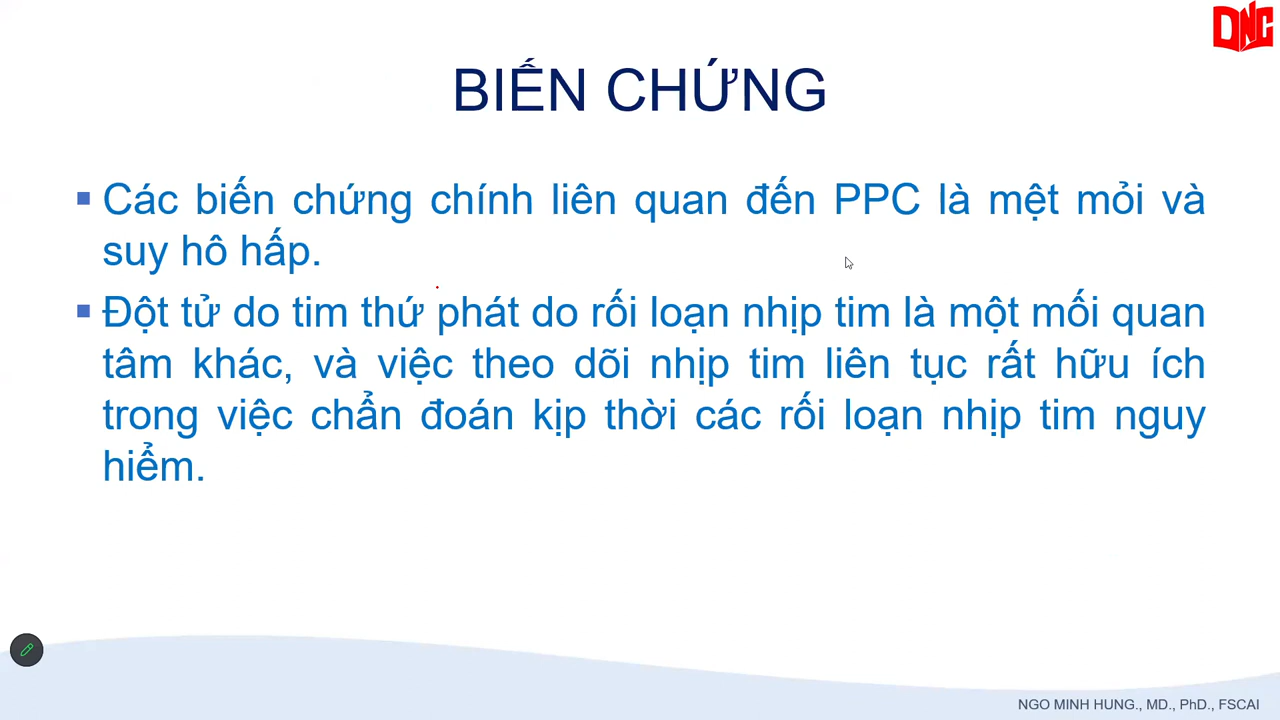 DNC
BIẾN CHỨNG
Các biến chứng chính liên quan đến PPC là mệt mỏi và
suy hô hấp.
Đột tử do tim thứ phát do rối loạn nhịp tim là một mối quan
tâm khác, và việc theo dõi nhịp tim liên tục rất hữu ích
trong việc chẩn đoán kịp thời các rối loạn nhịp tim nguy
hiểm.
NGO MINH HUNG., MD., PhD., FSCAI